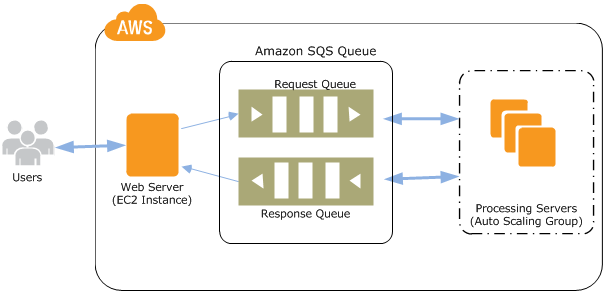 AWS
Amazon SQS Queue
Request Queue
Users
Web Server
(EC2 Instance)
Response Queue
Processing Servers
(Auto Scaling Group)